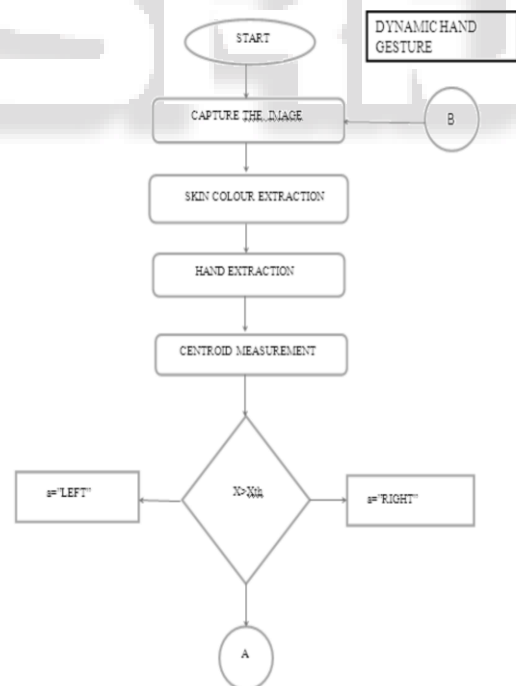 START
DYNAMIC HAND
GESTURE
CAPTURE THE IMAGE
B
SKIN COLOUR EXTRACTION
HAND EXTRACTION
CENTROID MEASUREMENT
s="LEFT"
X>Xth
s="RIGHT"
A